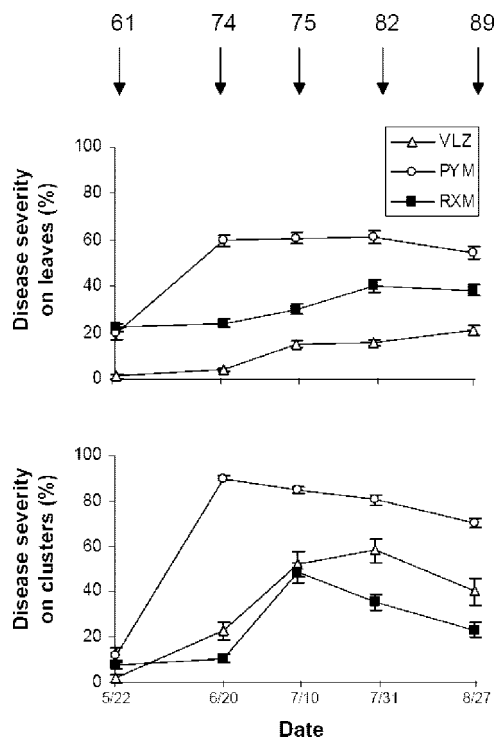 61 74 75 82 89
VLZ
PYM
RXM
Disease severity
on leaves (%)
100
80
60
40
20
0
Disease severity
on clusters (%)
100
80
60
40
20
0
5/22 6/20 7/10 7/31 8/27
Date